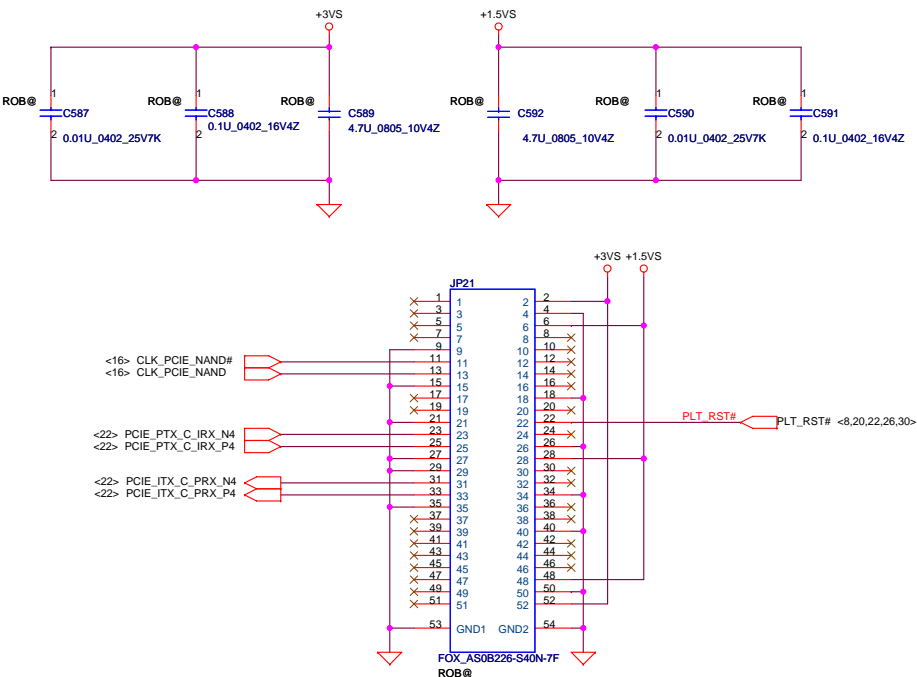 +3VS
+1.5VS
ROB@
1
C587
2
0.01U_0402_25V7K
ROB@
1
C588
2
0.1U_0402_16V4Z
ROB@
C589
4.7U_0805_10V4Z
ROB@
C592
4.7U_0805_10V4Z
ROB@
1
C590
2
0.01U_0402_25V7K
ROB@
1
C591
2
0.1U_0402_16V4Z
+3VS +1.5VS
JP21
1 1 2 2
3 3 4 4
5 5 6 6
7 7 8 8
9 9 10 10
<16> CLK_PCIE_NAND# 11 11 12 12
<16> CLK_PCIE_NAND 13 13 14 14
15 15 16 16
17 17 18 18
19 19 20 20
21 21 22 22 PLT_RST# PLT_RST# <8,20,22,26,30>
<22> PCIE_PTX_C_IRX_N4 23 23 24 24
<22> PCIE_PTX_C_IRX_P4 25 25 26 26
27 27 28 28
29 29 30 30
<22> PCIE_ITX_C_PRX_N4 31 31 32 32
<22> PCIE_ITX_C_PRX_P4 33 33 34 34
35 35 36 36
37 37 38 38
39 39 40 40
41 41 42 42
43 43 44 44
45 45 46 46
47 47 48 48
49 49 50 50
51 51 52 52
53 GND1 GND2 54
FOX_AS0B226-S40N-7F
ROB@